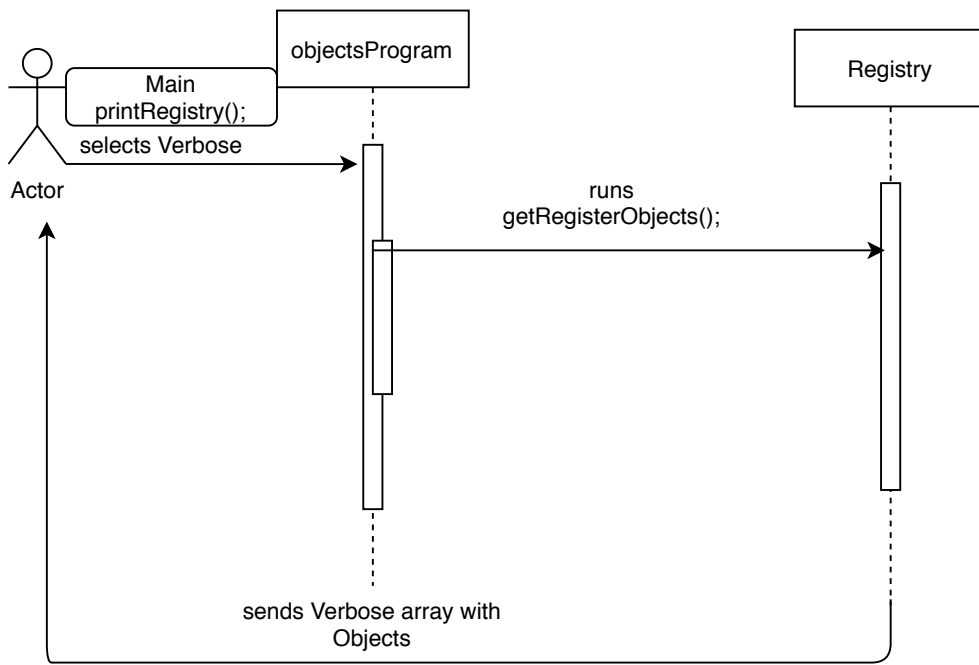 objectsProgram
Registry
Main
printRegistry();
selects Verbose
Actor
runs
getRegisterObjects();
sends Verbose array with
Objects